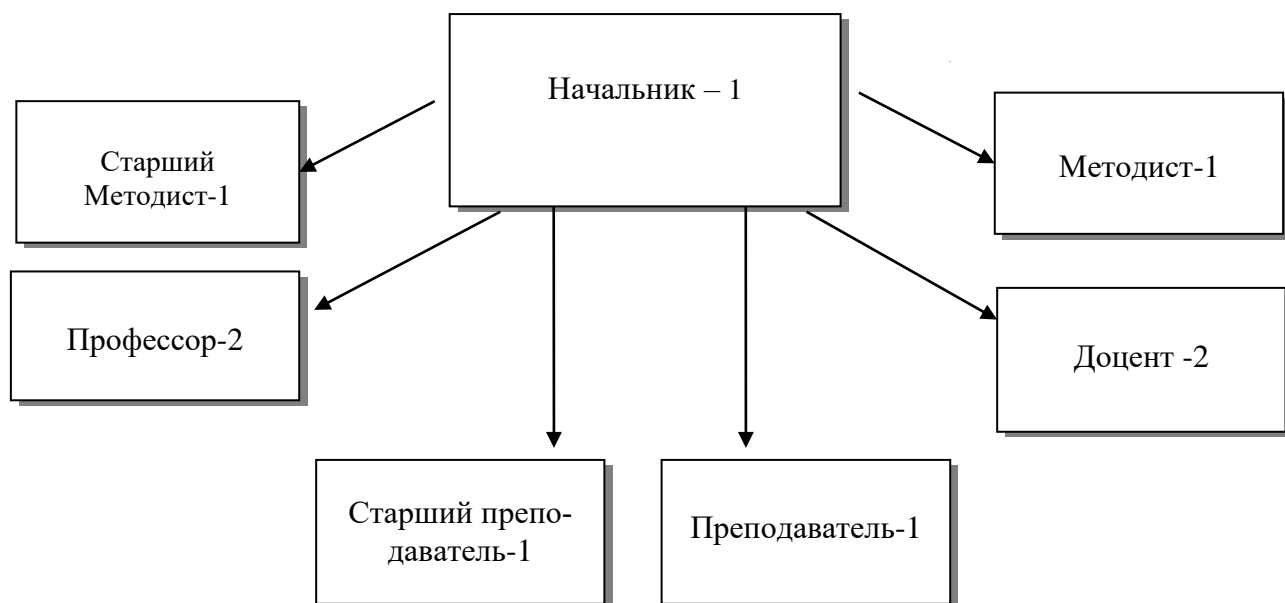 Начальник – 1
Старший
Методист-1
Методист-1
Профессор-2
Доцент -2
Старший препо-
даватель-1
Преподаватель-1